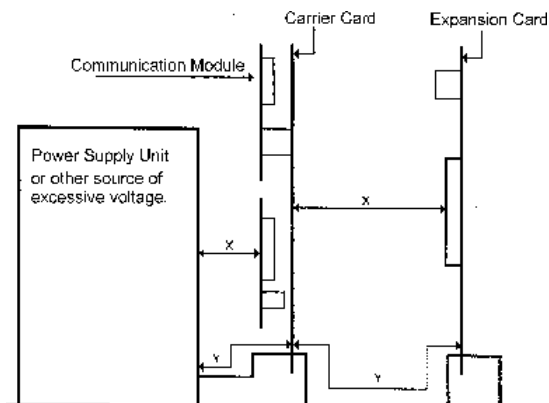 Carrier Card
Expansion Card
Communication Module
Power Supply Unit
or other source of
excessive voltage.
X
X
Y
Y